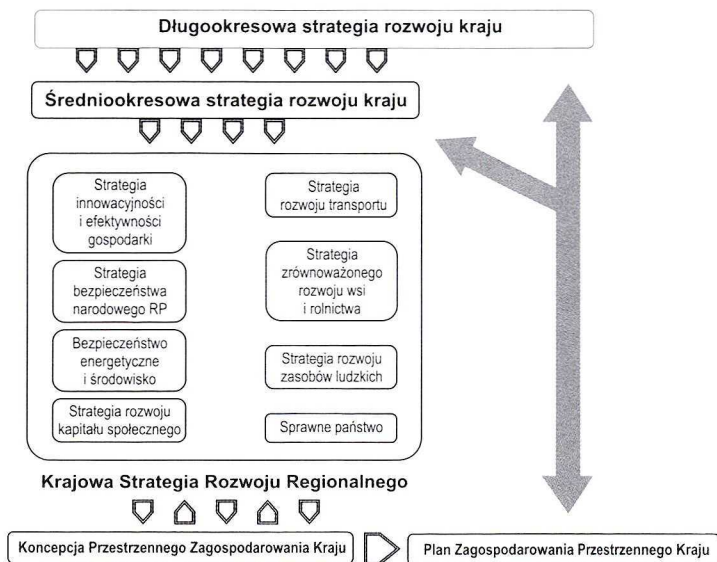 Długookresowa strategia rozwoju kraju
Średniookresowa strategia rozwoju kraju
Strategia
innowacyjności
i efektywności
gospodarki
Strategia
bezpieczeństwa
narodowego RP
Bezpieczeństwo
energetyczne
i środowisko
Strategia rozwoju
kapitału społecznego
Strategia
rozwoju transportu
Strategia
zrównoważonego
rozwoju wsi
i rolnictwa
Strategia rozwoju
zasobów ludzkich
Sprawne państwo
Krajowa Strategia Rozwoju Regionalnego
Koncepcja Przestrzennego Zagospodarowania Kraju
Plan Zagospodarowania Przestrzennego Kraju